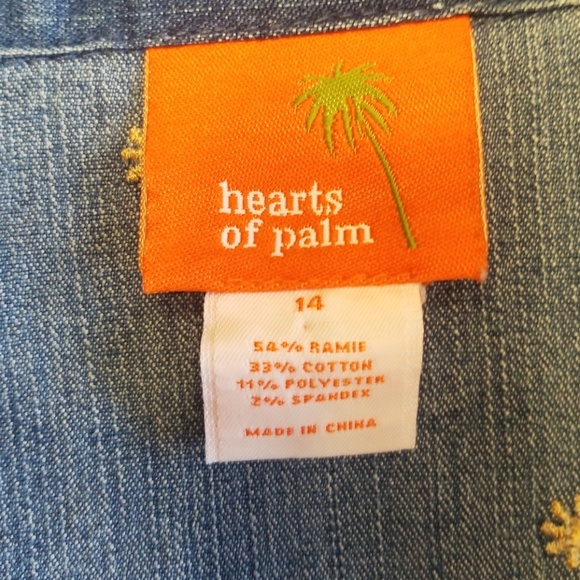 hearts
of palm
14
54% RAMIE
33% COTTON
11% POLYESTER
2% SPANDEX
MADE IN CHINA